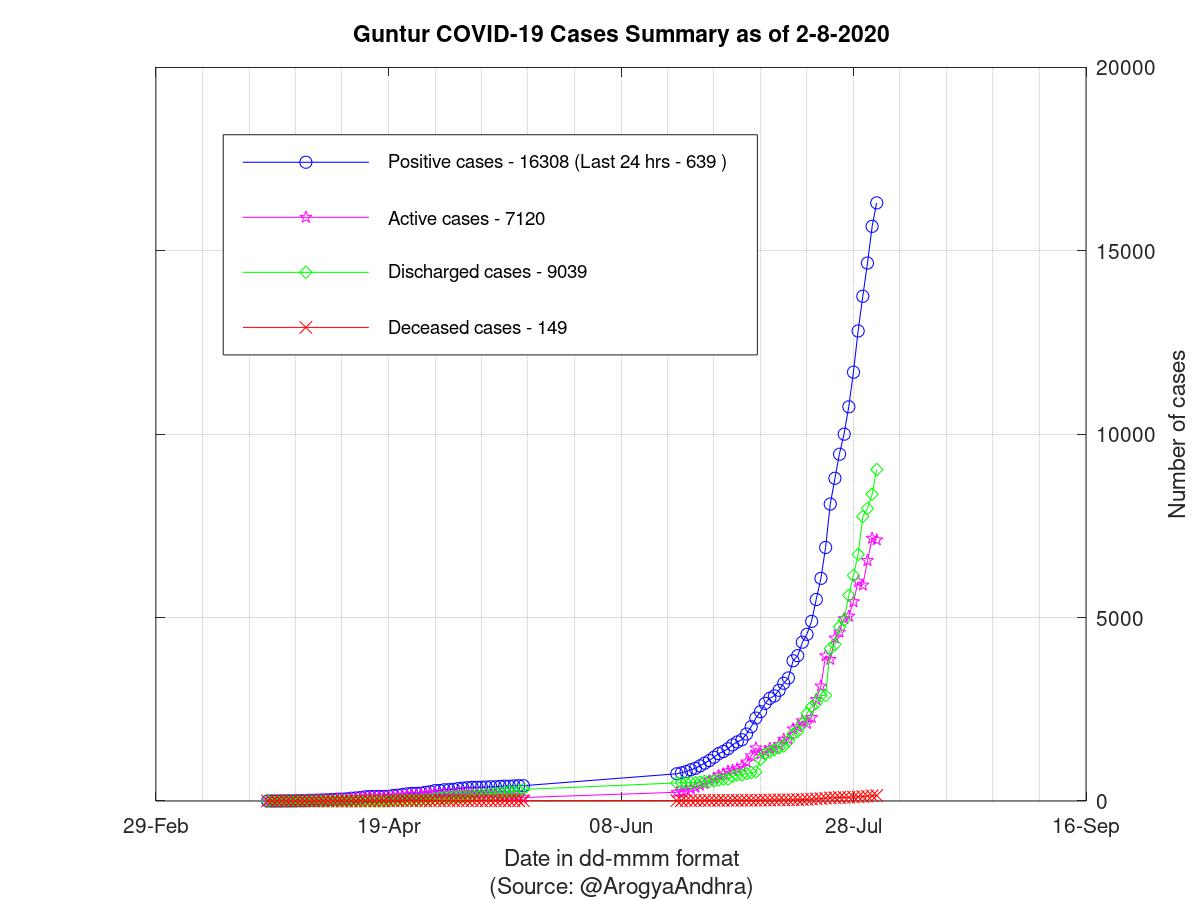 Guntur COVID-19 Cases Summary as of 2-8-2020
Positive cases - 16308 (Last 24 hrs - 639 )
Active cases - 7120
Discharged cases - 9039
Deceased cases - 149
20000
15000
10000
5000
0
Number of cases
29-Feb 19-Apr 08-Jun 28-Jul 16-Sep
Date in dd-mmm format
(Source: @ArogyaAndhra)